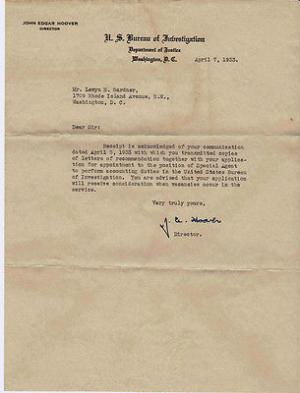 JOHN EDGAR HOOVER
DIRECTOR
U. S. Bureau of Investigation
Department of Justice
Washington, D. C.
April 7, 1933.
Mr. Lewyn E. Gardner,
1709 Rhode Island Avenue, N.W.,
Washington, D. C.
Dear Sir:
Receipt is acknowledged of your communication
dated April 5, 1933 with which you transmitted copies
of letters of recommendation together with your applica-
tion for appointment to the position of Special Agent
to perform accounting duties in the United States Bureau
of Investigation. You are advised that your application
will receive consideration when vacancies occur in the
service.
Very truly yours,
J. E. Hoover
Director.